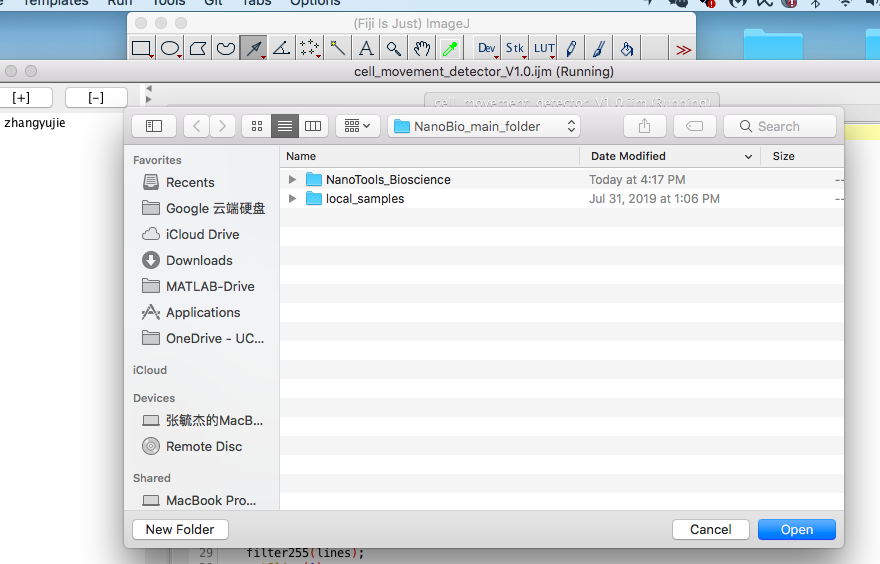 Templates Run Tools Git Tabs Options
(Fiji Is Just) ImageJ
Dev Stk LUT
cell_movement_detector_V1.0.ijm (Running)
[+] [-]
cell_movement_detector_V1.0.ijm (Running)
zhangyujie
NanoBio_main_folder
Search
Favorites
Name Date Modified Size
Recents
NanoTools_Bioscience Today at 4:17 PM --
Google 云端硬盘
local_samples Jul 31, 2019 at 1:06 PM --
iCloud Drive
Downloads
MATLAB-Drive
Applications
OneDrive - UC...
iCloud
Devices
张毓杰的MacB...
Remote Disc
Shared
MacBook Pro...
New Folder Cancel Open
29 filter255(lines);